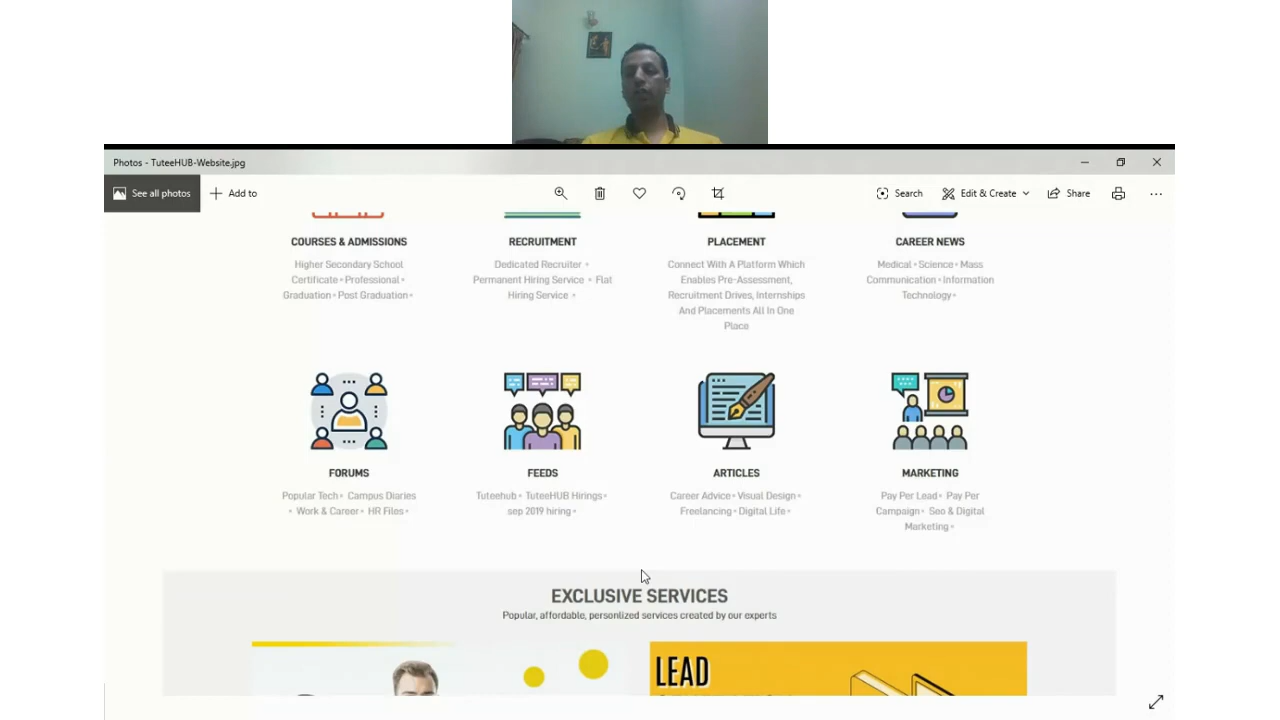 Photos - TuteeHUB-Website.jpg
See all photos
Add to
Search
Edit & Create
Share
COURSES & ADMISSIONS
Higher Secondary School
Certificate • Professional •
Graduation • Post Graduation •
RECRUITMENT
Dedicated Recruiter •
Permanent Hiring Service • Flat
Hiring Service •
PLACEMENT
Connect With A Platform Which
Enables Pre-Assessment,
Recruitment Drives, Internships
And Placements All In One
Place
CAREER NEWS
Medical • Science • Mass
Communication • Information
Technology •
FORUMS
Popular Tech • Campus Diaries
• Work & Career • HR Files •
FEEDS
Tuteehub • TuteeHUB Hirings •
sep 2019 hiring •
ARTICLES
Career Advice • Visual Design •
Freelancing • Digital Life •
MARKETING
Pay Per Lead • Pay Per
Campaign • Seo & Digital
Marketing •
EXCLUSIVE SERVICES
Popular, affordable, personlized services created by our experts
LEAD